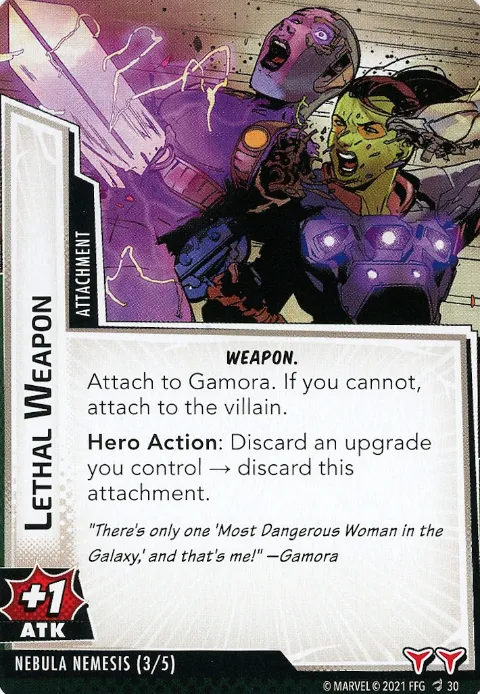 ATTACHMENT
LETHAL WEAPON
WEAPON.
Attach to Gamora. If you cannot,
attach to the villain.
Hero Action: Discard an upgrade
you control → discard this
attachment.
"There's only one 'Most Dangerous Woman in the
Galaxy,' and that's me!" —Gamora
+1
ATK
NEBULA NEMESIS (3/5)
© MARVEL © 2021 FFG 30